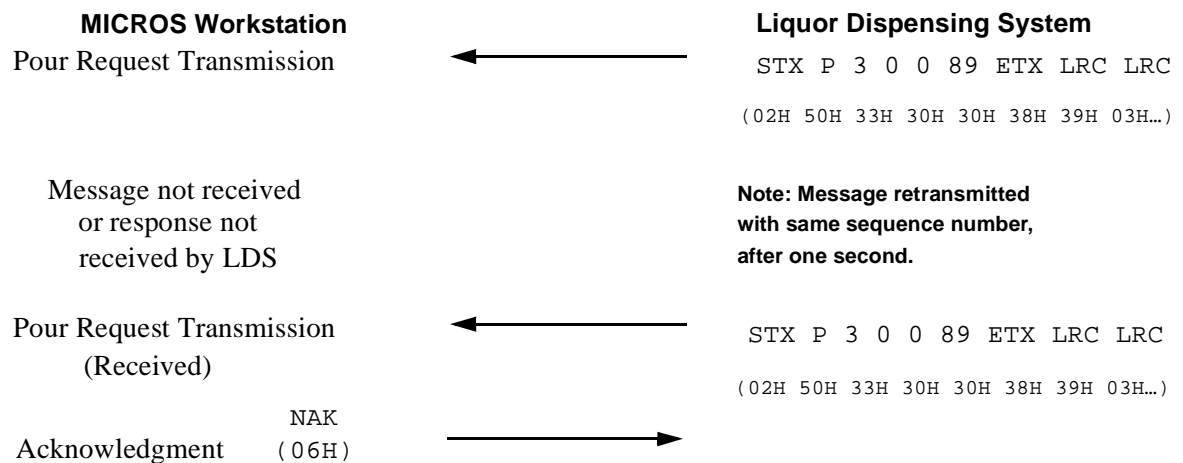 MICROS Workstation
Liquor Dispensing System
Pour Request Transmission
STX P 3 0 0 89 ETX LRC LRC
(02H 50H 33H 30H 30H 38H 39H 03H…)
Message not received
or response not
received by LDS
Note: Message retransmitted
with same sequence number,
after one second.
Pour Request Transmission
(Received)
STX P 3 0 0 89 ETX LRC LRC
(02H 50H 33H 30H 30H 38H 39H 03H…)
NAK
Acknowledgment (06H)